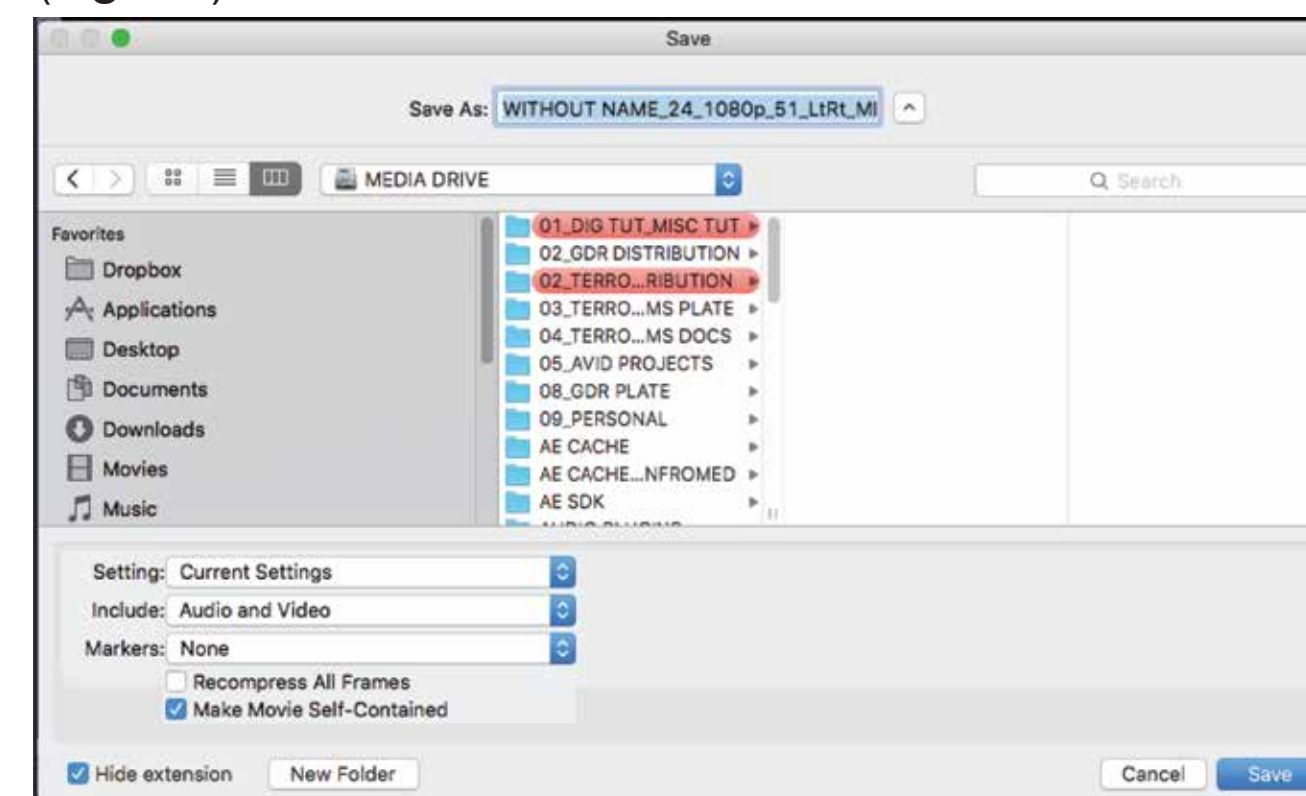 Save
Save As: WITHOUT NAME_24_1080p_51_LtRt_MI
MEDIA DRIVE
Search
Favorites
Dropbox
Applications
Desktop
Documents
Downloads
Movies
Music
01_DIG TUT_MISC TUT
02_GDR DISTRIBUTION
02_TERRO...RIBUTION
03_TERRO...MS PLATE
04_TERRO...MS DOCS
05_AVID PROJECTS
08_GDR PLATE
09_PERSONAL
AE CACHE
AE CACHE...NFROMED
AE SDK
Setting: Current Settings
Include: Audio and Video
Markers: None
Recompress All Frames
Make Movie Self-Contained
Hide extension
New Folder
Cancel
Save